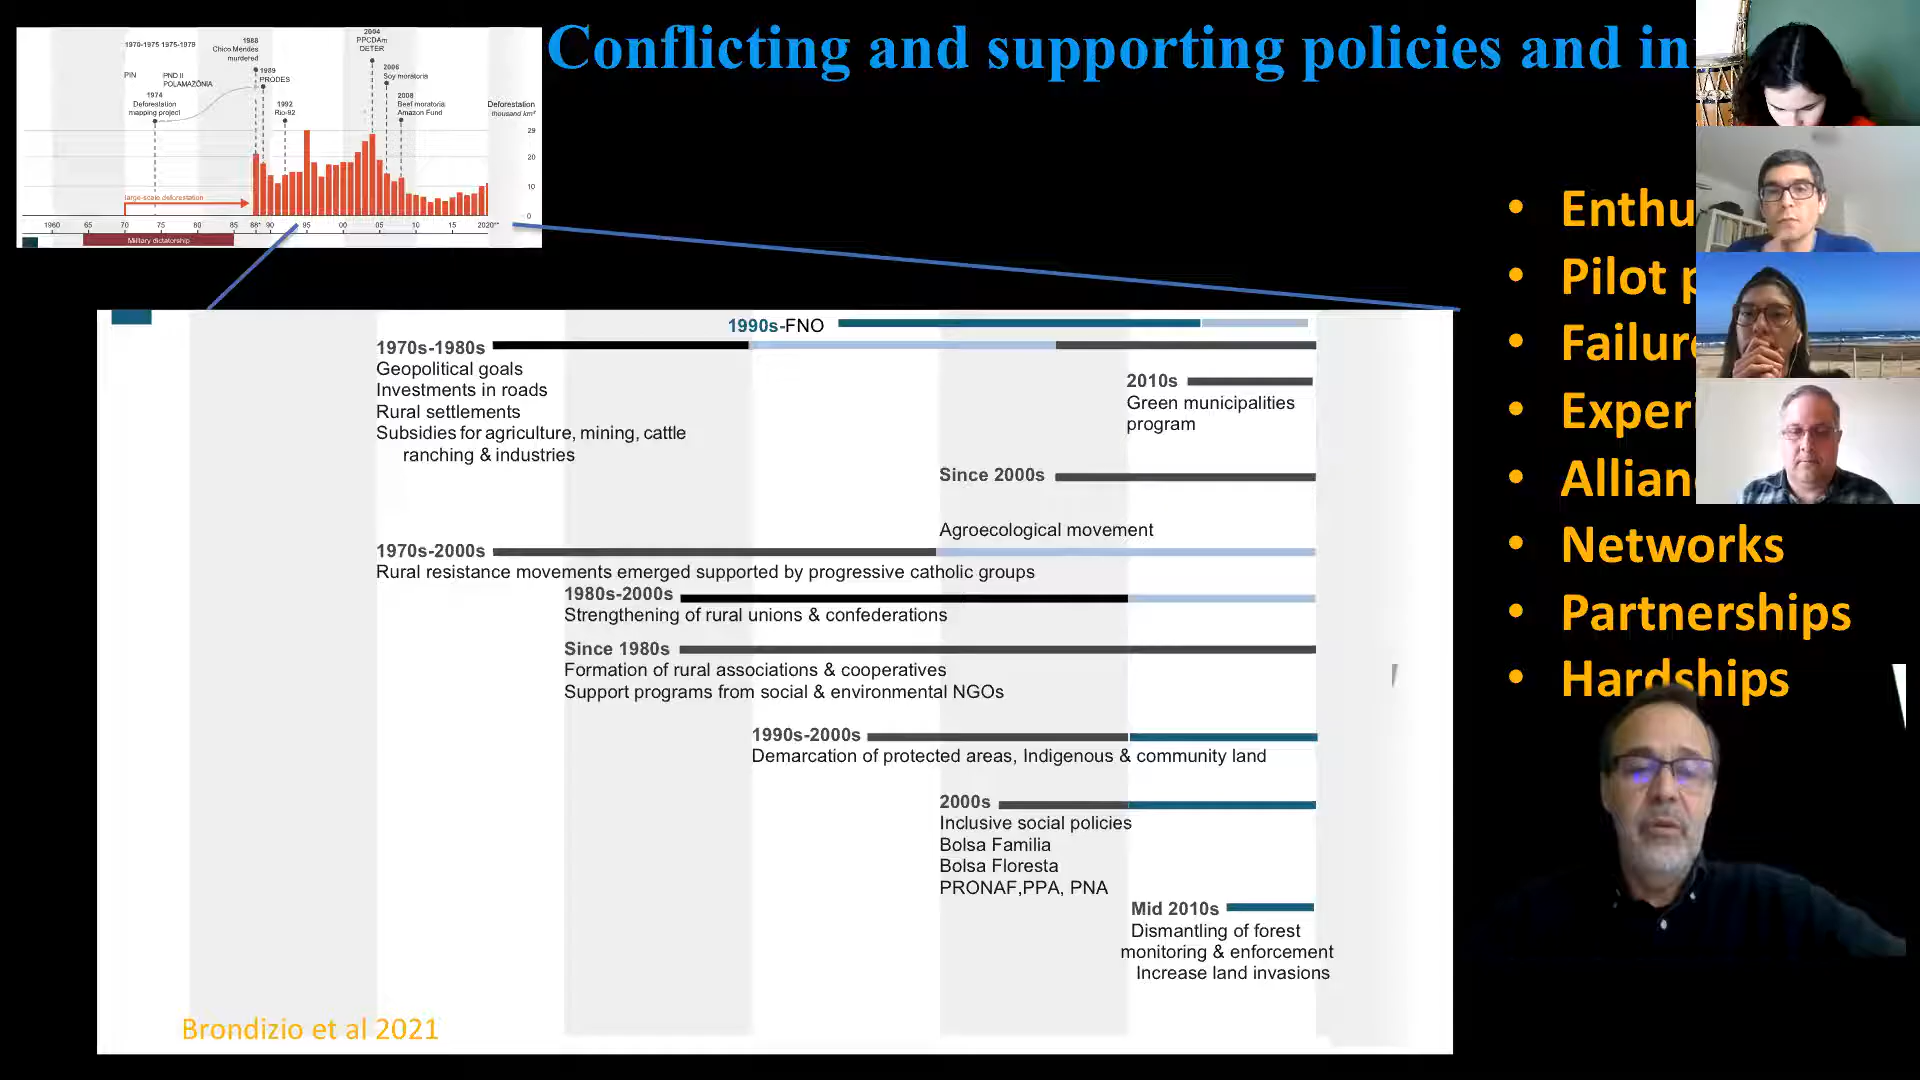 Conflicting and supporting policies and in
1970-1975 1975-1979
PIN
PND II
POLAMAZÔNIA
1974
Deforestation
mapping project
1988
Chico Mendes
murdered
1989
PRODES
1992
Rio-92
2004
PPCDAm
DETER
2006
Soy moratoria
2008
Beef moratoria
Amazon Fund
Deforestation
thousand km²
29
20
10
0
large-scale deforestation
1960 65 70 75 80 85 88* 90 95 00 05 10 15 2020**
Military dictatorship
1990s-FNO
1970s-1980s
Geopolitical goals
Investments in roads
Rural settlements
Subsidies for agriculture, mining, cattle
ranching & industries
2010s
Green municipalities
program
Since 2000s
Agroecological movement
1970s-2000s
Rural resistance movements emerged supported by progressive catholic groups
1980s-2000s
Strengthening of rural unions & confederations
Since 1980s
Formation of rural associations & cooperatives
Support programs from social & environmental NGOs
1990s-2000s
Demarcation of protected areas, Indigenous & community land
2000s
Inclusive social policies
Bolsa Familia
Bolsa Floresta
PRONAF,PPA, PNA
Mid 2010s
Dismantling of forest
monitoring & enforcement
Increase land invasions
Brondizio et al 2021
• Enthu
• Pilot p
• Failure
• Experi
• Allian
• Networks
• Partnerships
• Hardships